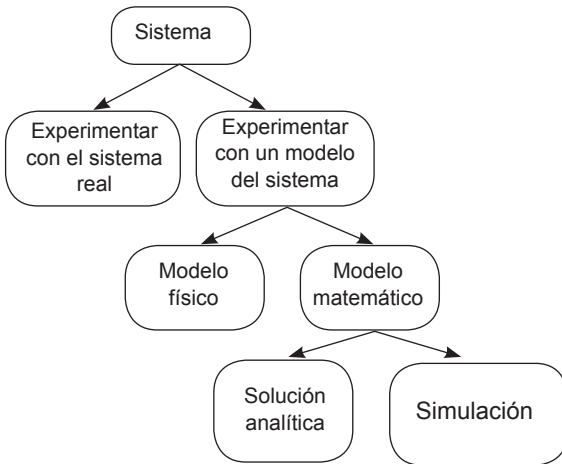 Sistema
Experimentar
con el sistema
real
Experimentar
con un modelo
del sistema
Modelo
físico
Modelo
matemático
Solución
analítica
Simulación